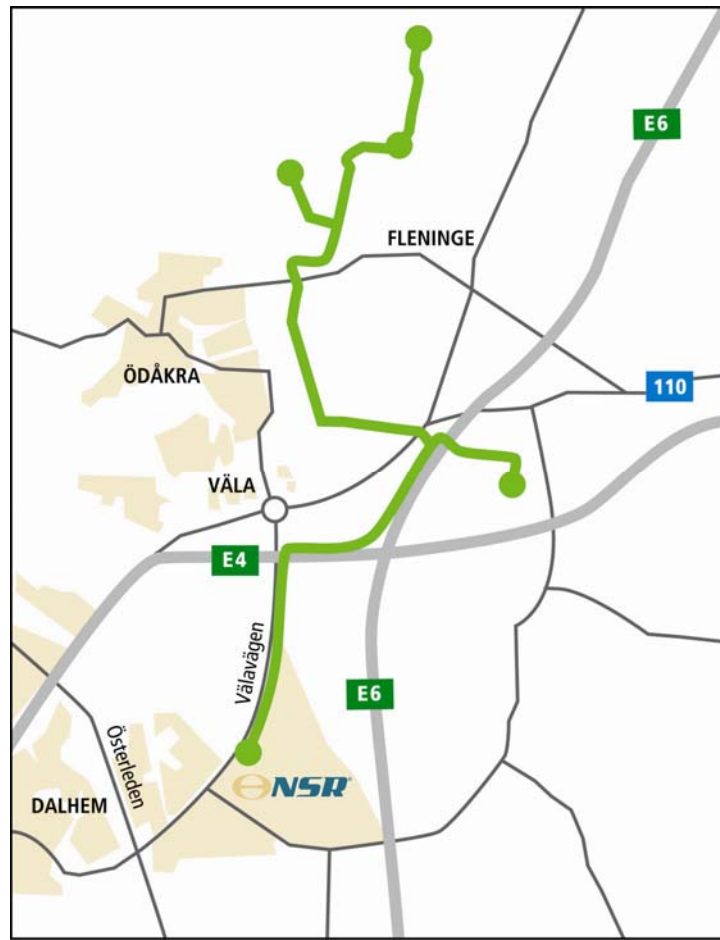 E6
FLENINGE
ÖDÅKRA
110
VÄLA
E4
Välavägen
E6
NSR
Österleden
DALHEM